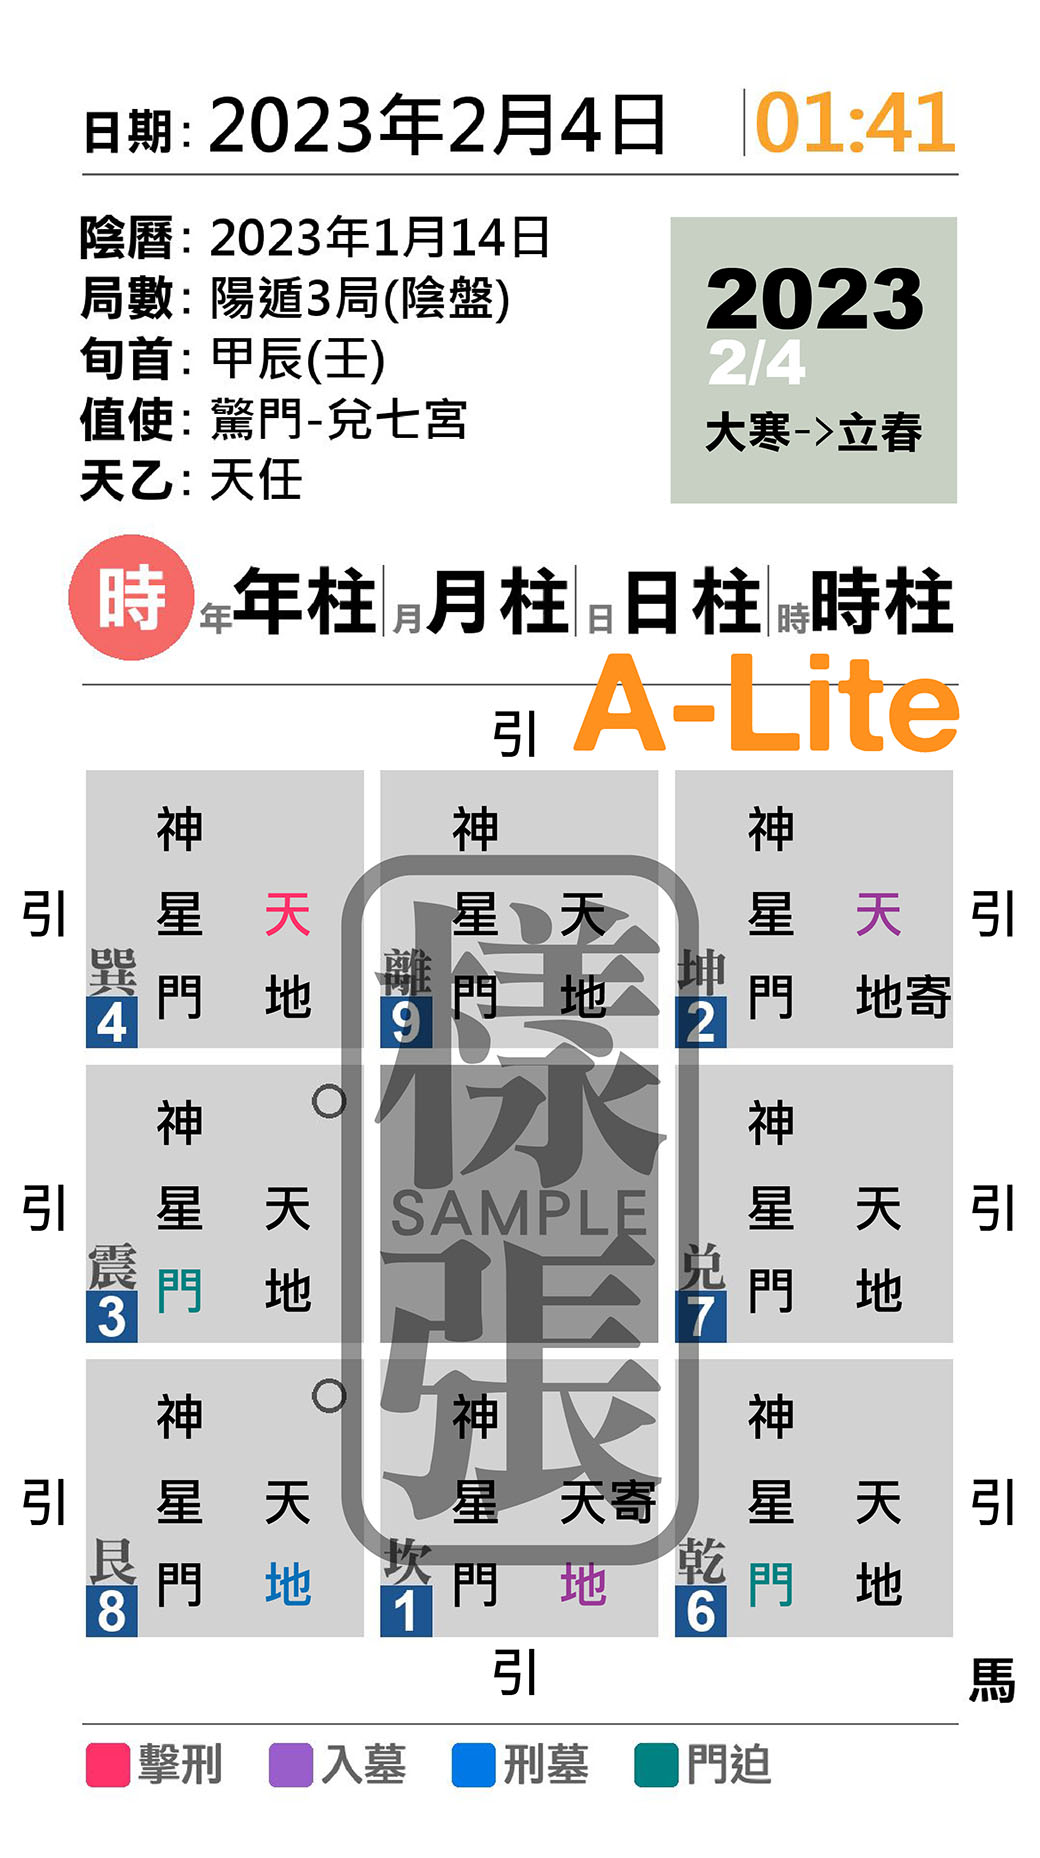 日期: 2023年2月4日 01:41
陰曆: 2023年1月14日
局數: 陽遁3局(陰盤)
旬首: 甲辰(壬)
值使: 驚門-兌七宮
天乙: 天任
2023
2/4
大寒->立春
時 年年柱 月月柱 日日柱 時時柱
A-Lite
引
神 神 神
引 星 天 星 天 星 天 引
巽 門 地 離 門 地 坤 門 地寄
4 9 2
神 神
引 星 天 星 天 引
震 門 地 兌 門 地
3 7
神 神 神
引 星 天 星 天寄 星 天 引
艮 門 地 坎 門 地 乾 門 地
8 1 6
樣
SAMPLE
張
引 馬
擊刑 入墓 刑墓 門迫